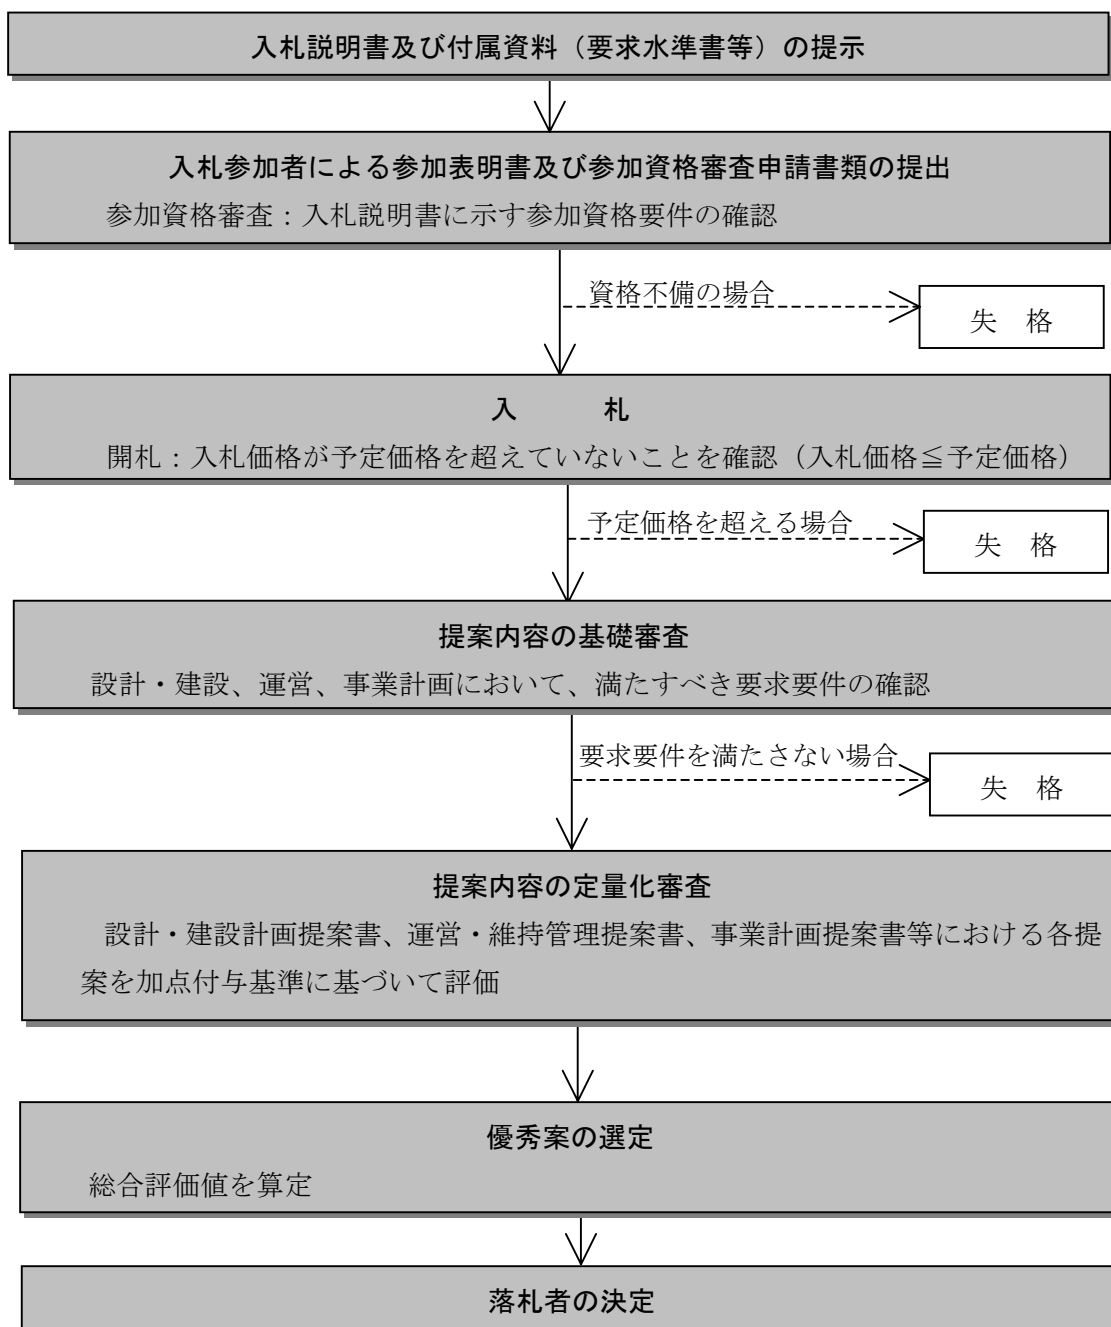 入札説明書及び付属資料（要求水準書等）の提示
入札参加者による参加表明書及び参加資格審査申請書類の提出
参加資格審査：入札説明書に示す参加資格要件の確認
資格不備の場合
失　格
入　　　札
開札：入札価格が予定価格を超えていないことを確認（入札価格≦予定価格）
予定価格を超える場合
失　格
提案内容の基礎審査
設計・建設、運営、事業計画において、満たすべき要求要件の確認
要求要件を満たさない場合
失　格
提案内容の定量化審査
設計・建設計画提案書、運営・維持管理提案書、事業計画提案書等における各提
案を加点付与基準に基づいて評価
優秀案の選定
総合評価値を算定
落札者の決定